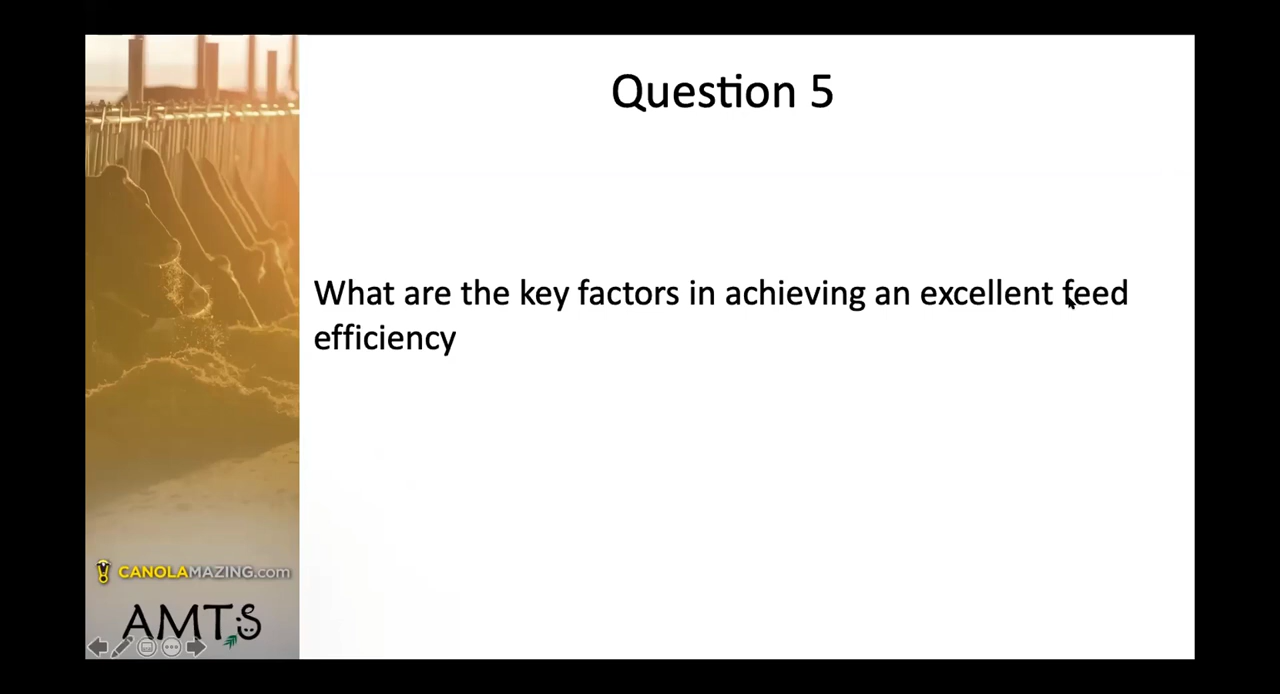 Question 5
What are the key factors in achieving an excellent feed
efficiency
CANOLAMAZING.com
AMTS